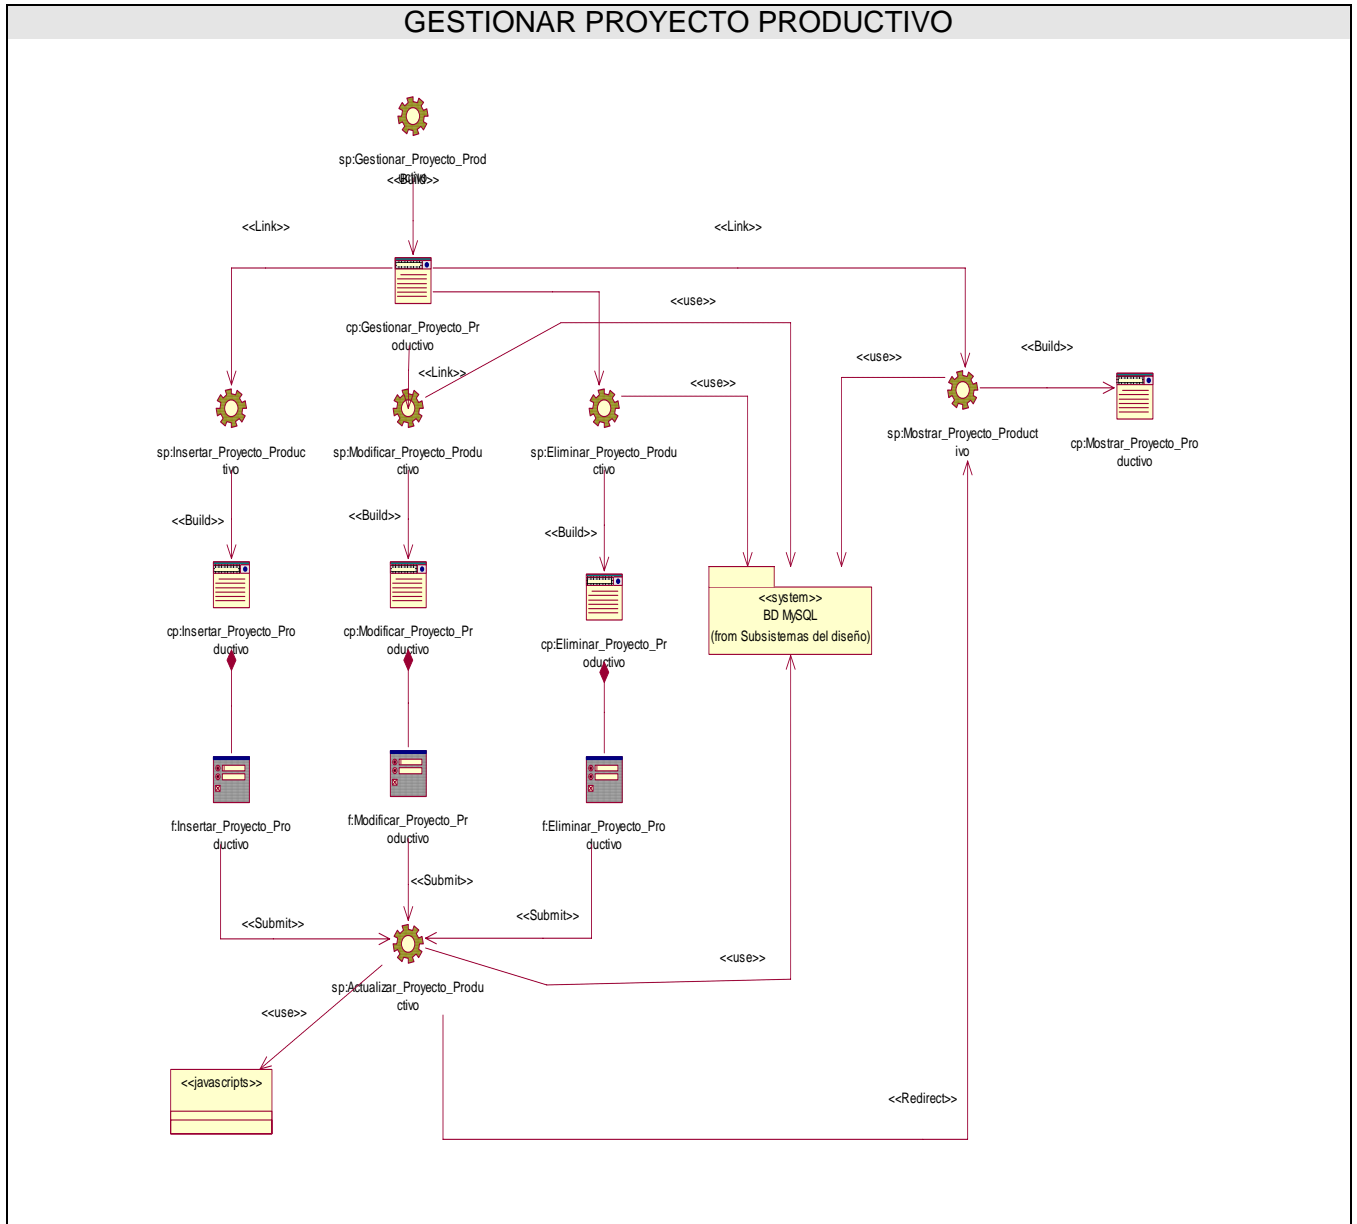 GESTIONAR PROYECTO PRODUCTIVO
sp:Gestionar_Proyecto_Prod
uctivo
<<Build>>
<<Link>>
<<Link>>
<<use>>
cp:Gestionar_Proyecto_Pr
oductivo
<<Link>>
<<use>>
<<use>>
<<Build>>
sp:Insertar_Proyecto_Produc
tivo
sp:Modificar_Proyecto_Produ
ctivo
sp:Eliminar_Proyecto_Produ
ctivo
sp:Mostrar_Proyecto_Product
ivo
cp:Mostrar_Proyecto_Pro
ductivo
<<Build>>
<<Build>>
<<Build>>
<<system>>
BD MySQL
(from Subsistemas del diseño)
cp:Insertar_Proyecto_Pro
ductivo
cp:Modificar_Proyecto_Pr
oductivo
cp:Eliminar_Proyecto_Pr
oductivo
f:Insertar_Proyecto_Pro
ductivo
f:Modificar_Proyecto_Pr
oductivo
f:Eliminar_Proyecto_Pro
ductivo
<<Submit>>
<<Submit>>
<<Submit>>
<<use>>
sp:Actualizar_Proyecto_Produ
ctivo
<<use>>
<<javascripts>>
<<Redirect>>